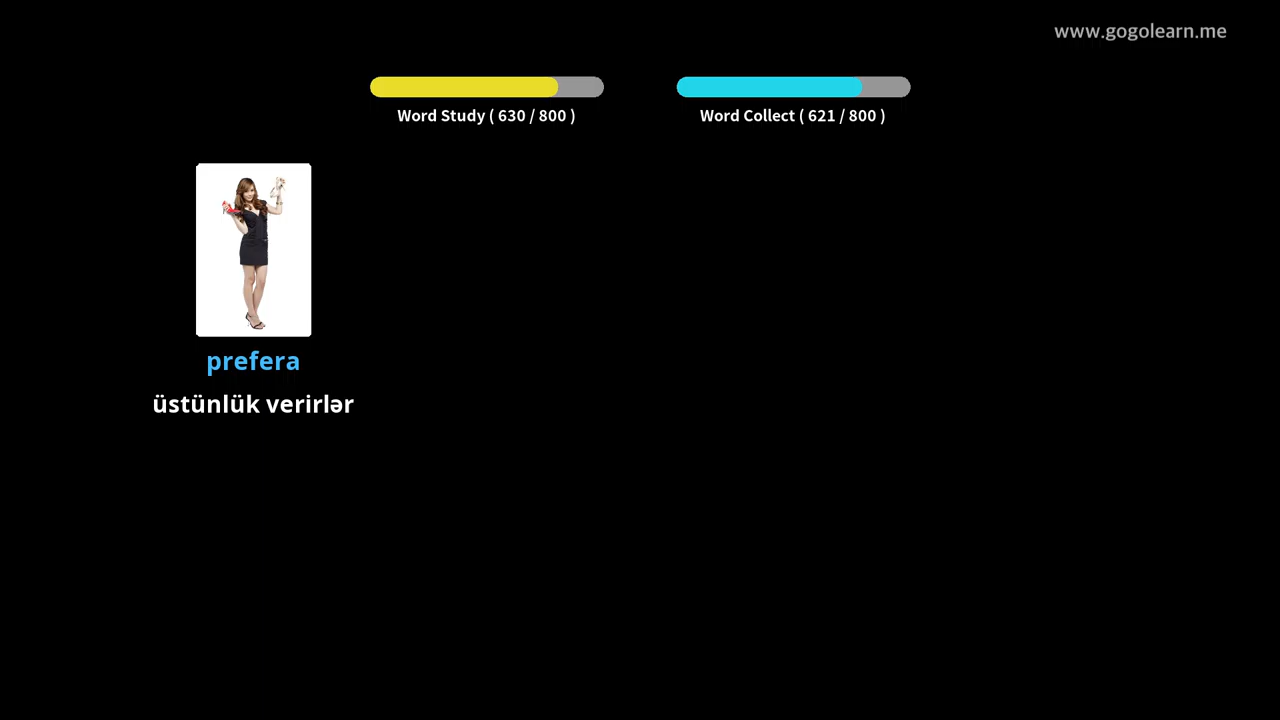 www.gogolearn.me
Word Study ( 630 / 800 )
Word Collect ( 621 / 800 )
prefera
üstünlük verirlər